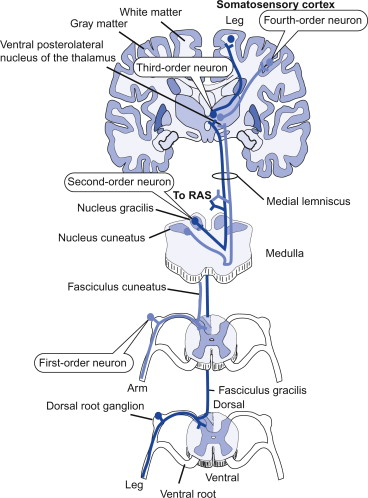 Somatosensory cortex
White matter
Leg
Gray matter
Fourth-order neuron
Ventral posterolateral
nucleus of the thalamus
Third-order neuron
Second-order neuron
To RAS
Medial lemniscus
Nucleus gracilis
Nucleus cuneatus
Medulla
Fasciculus cuneatus
First-order neuron
Arm
Fasciculus gracilis
Dorsal root ganglion
Dorsal
Ventral
Leg
Ventral root